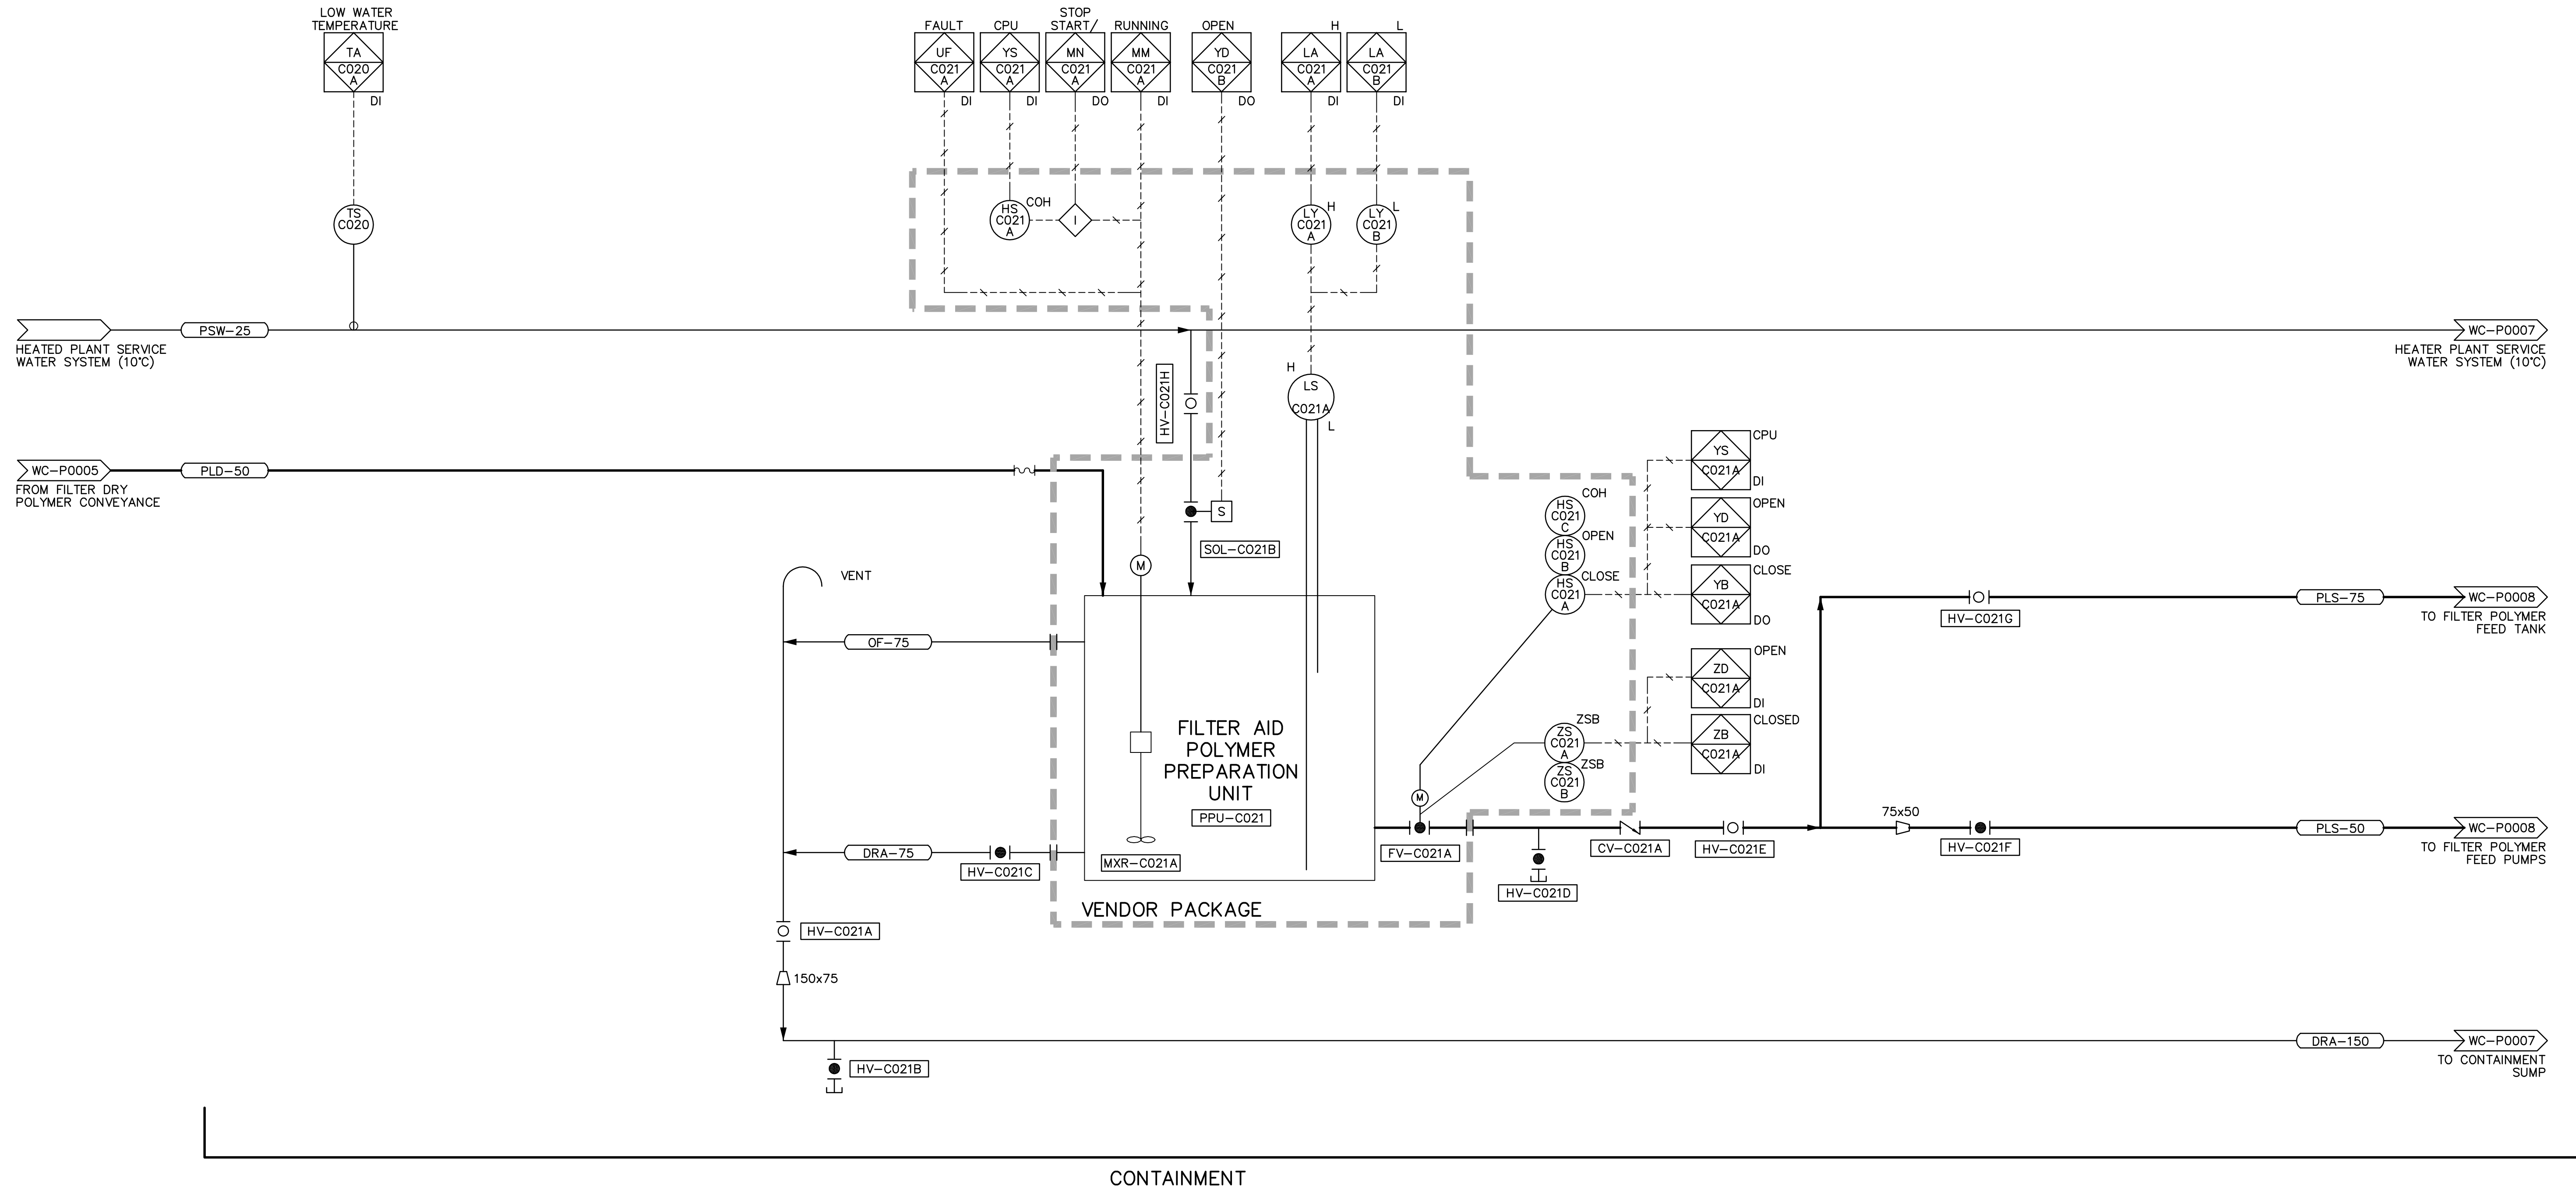 LOW WATER
TEMPERATURE
TA
C020
A
DI
TS
C020
FAULT
UF
C021
A
DI
CPU
YS
C021
A
DI
STOP
START/
MN
C021
A
DO
RUNNING
MM
C021
A
DI
OPEN
YD
C021
B
DO
H
LA
C021
A
DI
L
LA
C021
B
DI
HS
C021
A
COH
I
LY
C021
A
H
LY
C021
B
L
PSW-25
HEATED PLANT SERVICE
WATER SYSTEM (10°C)
WC-P0007
HEATER PLANT SERVICE
WATER SYSTEM (10°C)
HV-C021H
H
LS
C021A
L
WC-P0005
PLD-50
FROM FILTER DRY
POLYMER CONVEYANCE
S
SOL-C021B
M
VENT
COH
HS
C021
C
OPEN
HS
C021
B
CLOSE
HS
C021
A
CPU
YS
C021A
DI
OPEN
YD
C021A
DO
CLOSE
YB
C021A
DO
OPEN
ZD
C021A
DI
CLOSED
ZB
C021A
DI
ZSB
ZS
C021
A
ZSB
ZS
C021
B
HV-C021G
PLS-75
WC-P0008
TO FILTER POLYMER
FEED TANK
OF-75
FILTER AID
POLYMER
PREPARATION
UNIT
PPU-C021
MXR-C021A
M
FV-C021A
HV-C021D
CV-C021A
HV-C021E
75x50
HV-C021F
PLS-50
WC-P0008
TO FILTER POLYMER
FEED PUMPS
DRA-75
HV-C021C
VENDOR PACKAGE
HV-C021A
150x75
HV-C021B
DRA-150
WC-P0007
TO CONTAINMENT
SUMP
CONTAINMENT